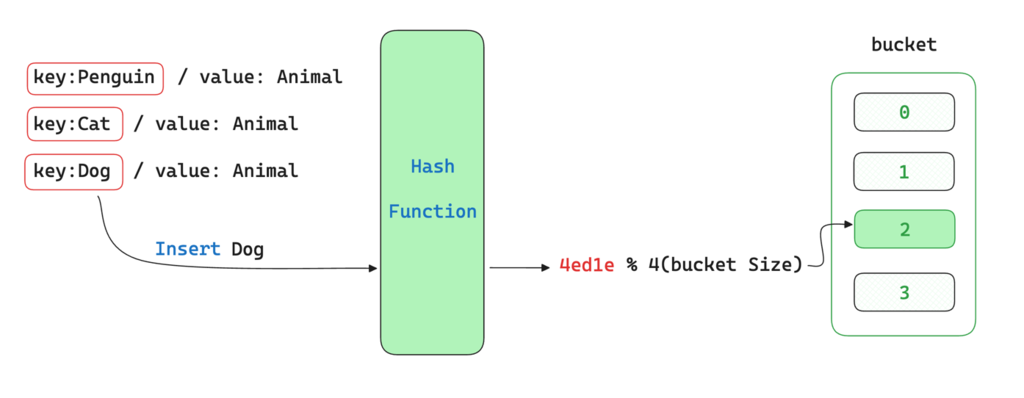 bucket
key:Penguin / value: Animal
key:Cat / value: Animal
key:Dog / value: Animal
Insert Dog
Hash
Function
4ed1e % 4(bucket Size)
0
1
2
3